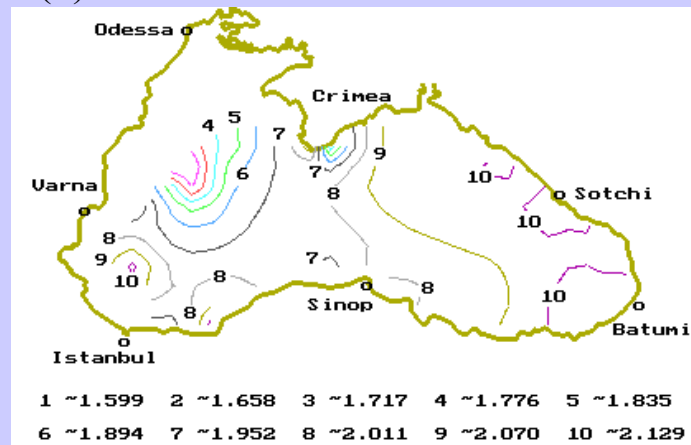 Odessa
Crimea
4 5 7
9
6 7
10 Sotchi
Varna 8
10
8
9 7
10 8 8 10
8 Sinop
Batumi
Istanbul
1 ~1.599 2 ~1.658 3 ~1.717 4 ~1.776 5 ~1.835
6 ~1.894 7 ~1.952 8 ~2.011 9 ~2.070 10 ~2.129